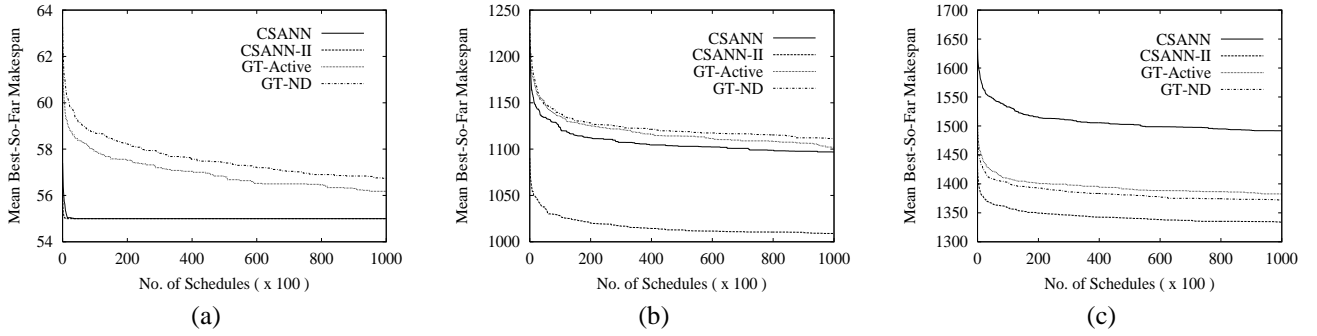 64
62
60
58
56
54
0
200
400
600
800
1000
Mean Best-So-Far Makespan
No. of Schedules ( x 100 )
CSANN
CSANN-II
GT-Active
GT-ND
(a)
1250
1200
1150
1100
1050
1000
0
200
400
600
800
1000
Mean Best-So-Far Makespan
No. of Schedules ( x 100 )
CSANN
CSANN-II
GT-Active
GT-ND
(b)
1700
1650
1600
1550
1500
1450
1400
1350
1300
0
200
400
600
800
1000
Mean Best-So-Far Makespan
No. of Schedules ( x 100 )
CSANN
CSANN-II
GT-Active
GT-ND
(c)